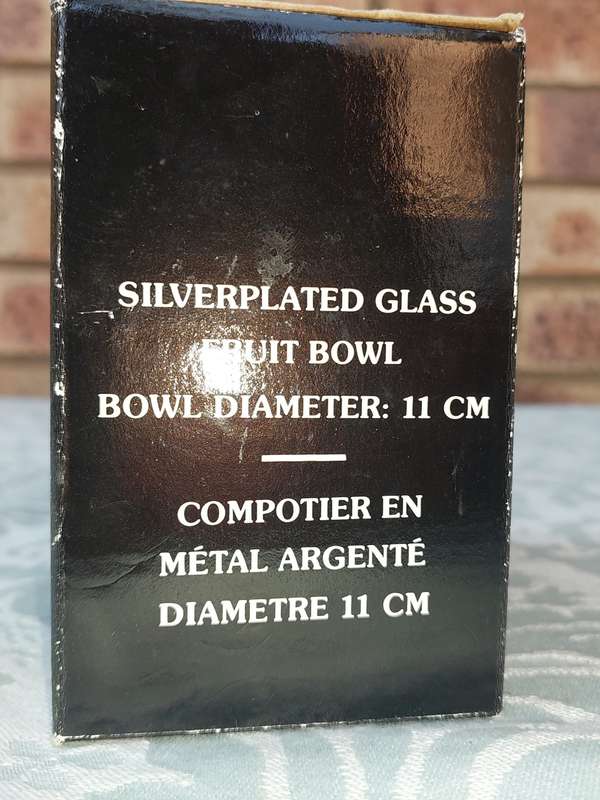 SILVERPLATED GLASS
FRUIT BOWL
BOWL DIAMETER: 11 CM
COMPOTIER EN
MÉTAL ARGENTÉ
DIAMETRE 11 CM